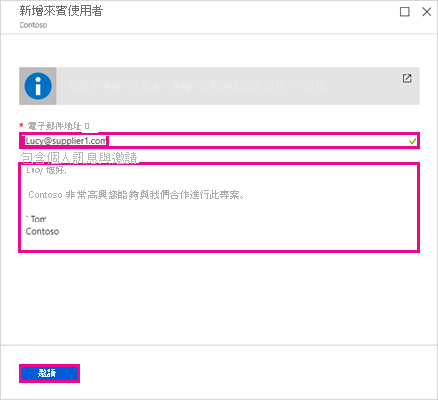 新增來賓使用者
Contoso
* 電子郵件地址
Lucy@supplier1.com
包含個人訊息與邀請
Lucy 您好,
Contoso 非常高興您能夠與我們合作進行此專案。
` Tom
Contoso
邀請